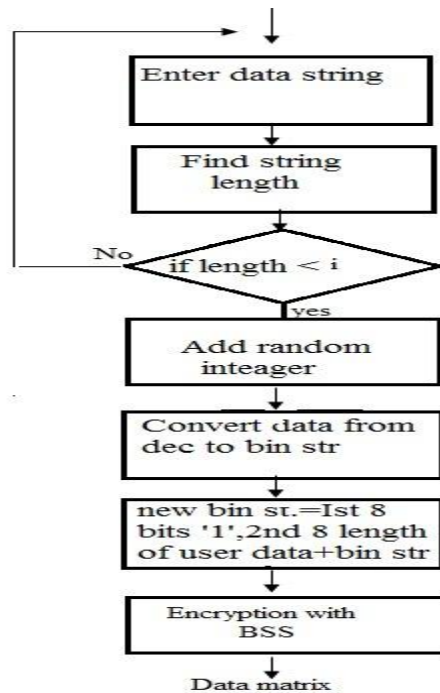 Enter data string
Find string
length
No
if length < i
yes
Add random
inteager
Convert data from
dec to bin str
new bin st.=Ist 8
bits '1',2nd 8 length
of user data+bin str
Encryption with
BSS
Data matrix